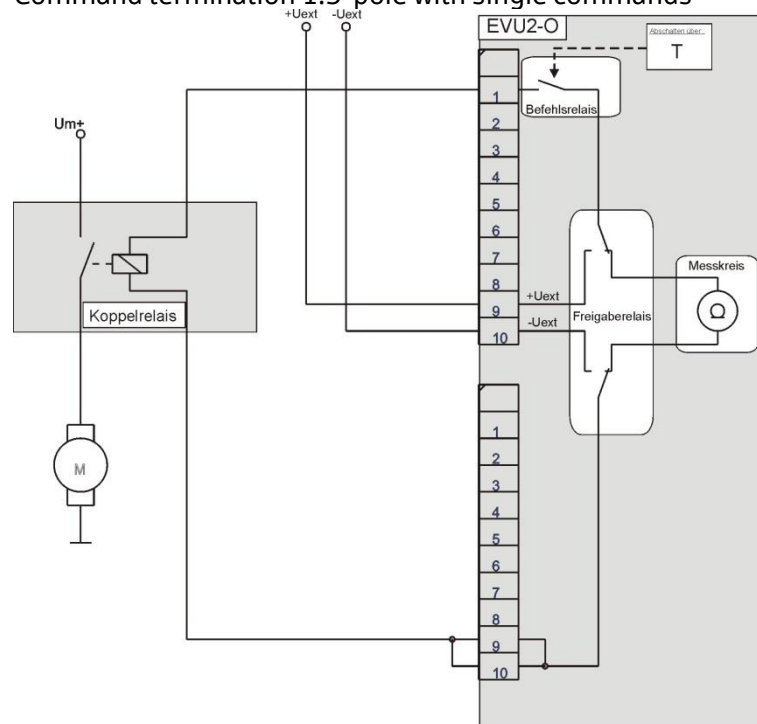 Command termination 1.5-pole with single commands
+Uext -Uext
EVU2-O
Abschalten über :
T
1
Befehlsrelais
2
Um+
3
4
5
6
7
8
Messkreis
+Uext
9
Koppelrelais
-Uext
Freigaberelais
Ω
10
1
2
M
3
4
5
6
7
8
9
10